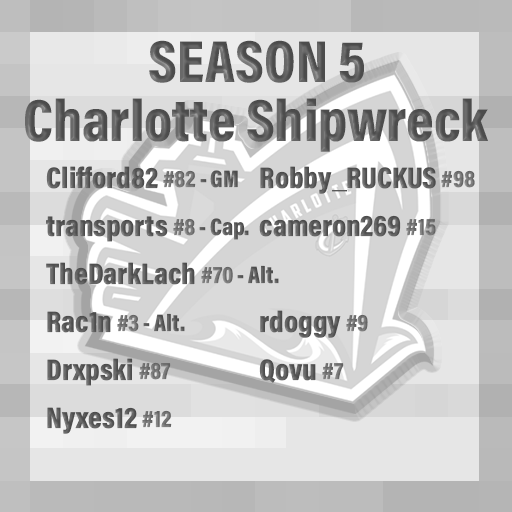 SEASON 5
Charlotte Shipwreck
Clifford82 #82 - GM Robby_RUCKUS #98
CHARLOTTE
transports #8 - Cap. cameron269 #15
TheDarkLach #70 - Alt.
Rac1n #3 - Alt. rdoggy #9
Drxpski #87 Qovu #7
Nyxes12 #12